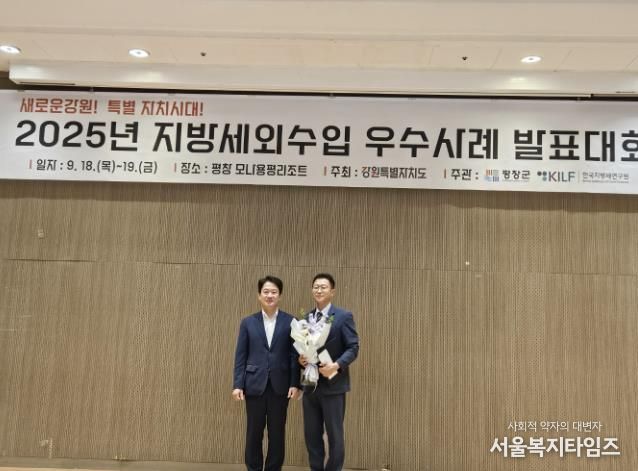 새로운강원! 특별 자치시대!
2025년 지방세외수입 우수사례 발표대회
일시 : 9. 18.(목)~19.(금) 장소 : 평창 모나용평리조트 주최 : 강원특별자치도 주관 : 평창군 KILF 한국지방세연구원
사회적 약자의 대변자
서울복지타임즈